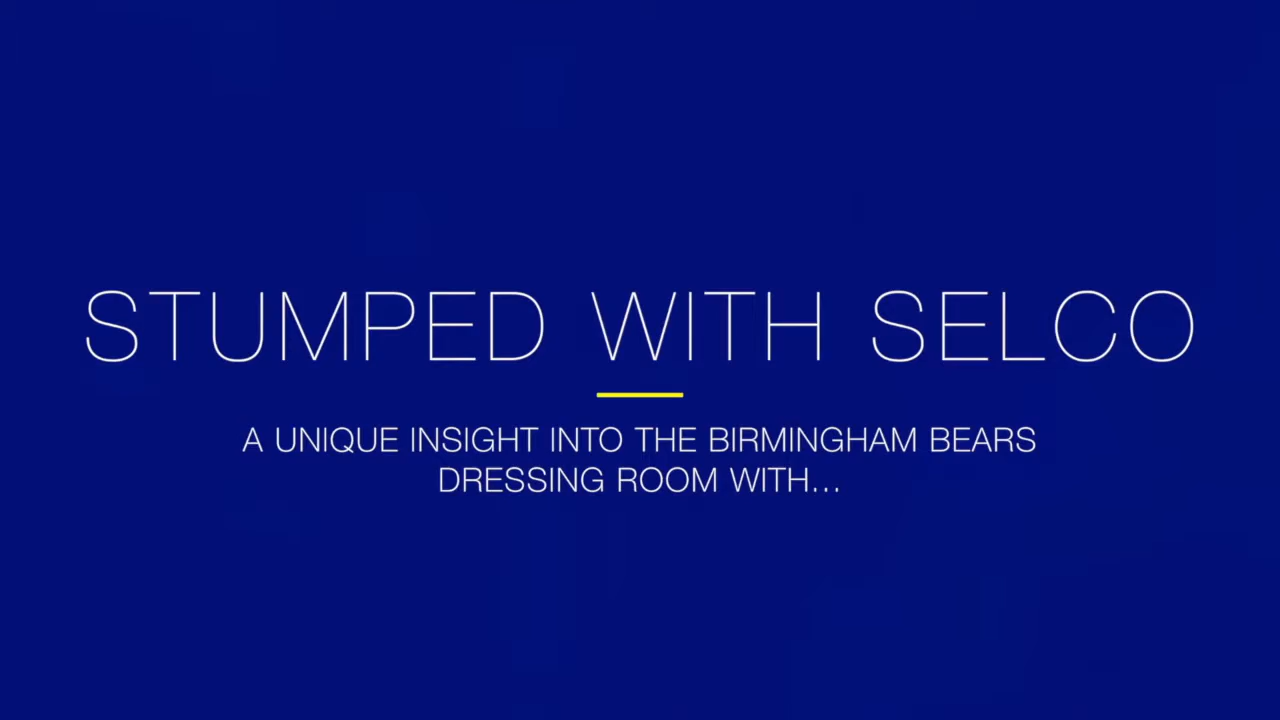 STUMPED WITH SELCO
A UNIQUE INSIGHT INTO THE BIRMINGHAM BEARS
DRESSING ROOM WITH...